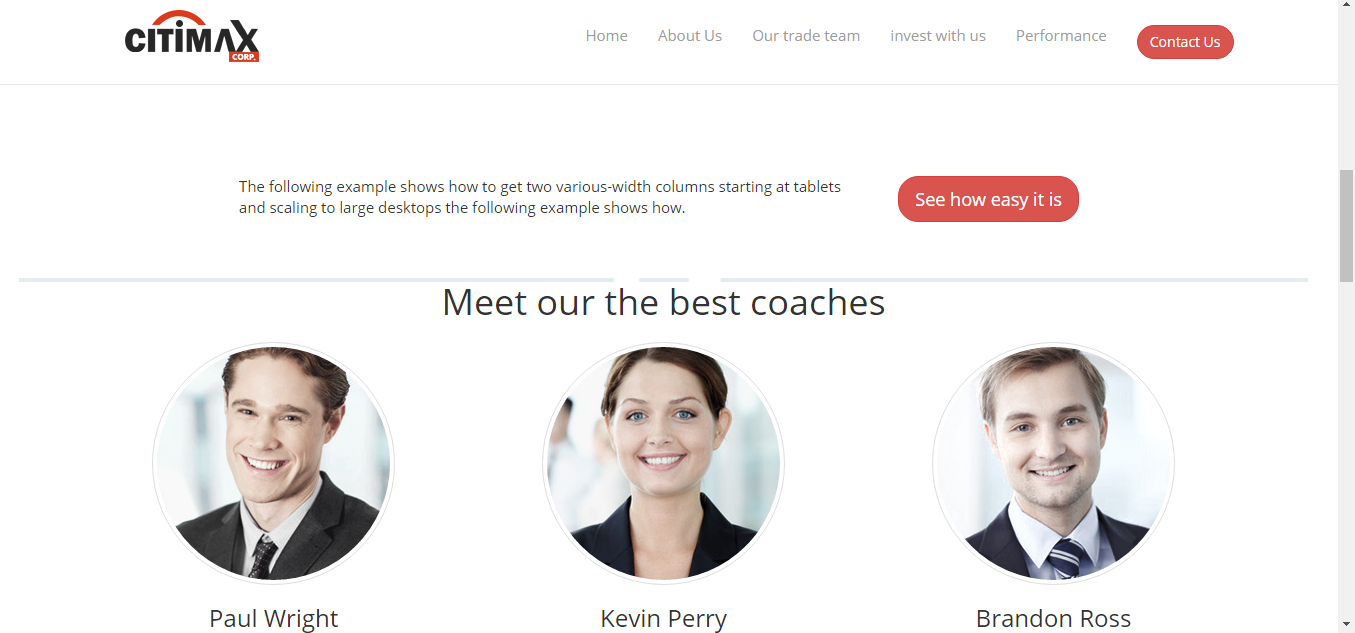 CITIMAX
CORP.
Home
About Us
Our trade team
invest with us
Performance
Contact Us
The following example shows how to get two various-width columns starting at tablets
and scaling to large desktops the following example shows how.
See how easy it is
Meet our the best coaches
Paul Wright
Kevin Perry
Brandon Ross